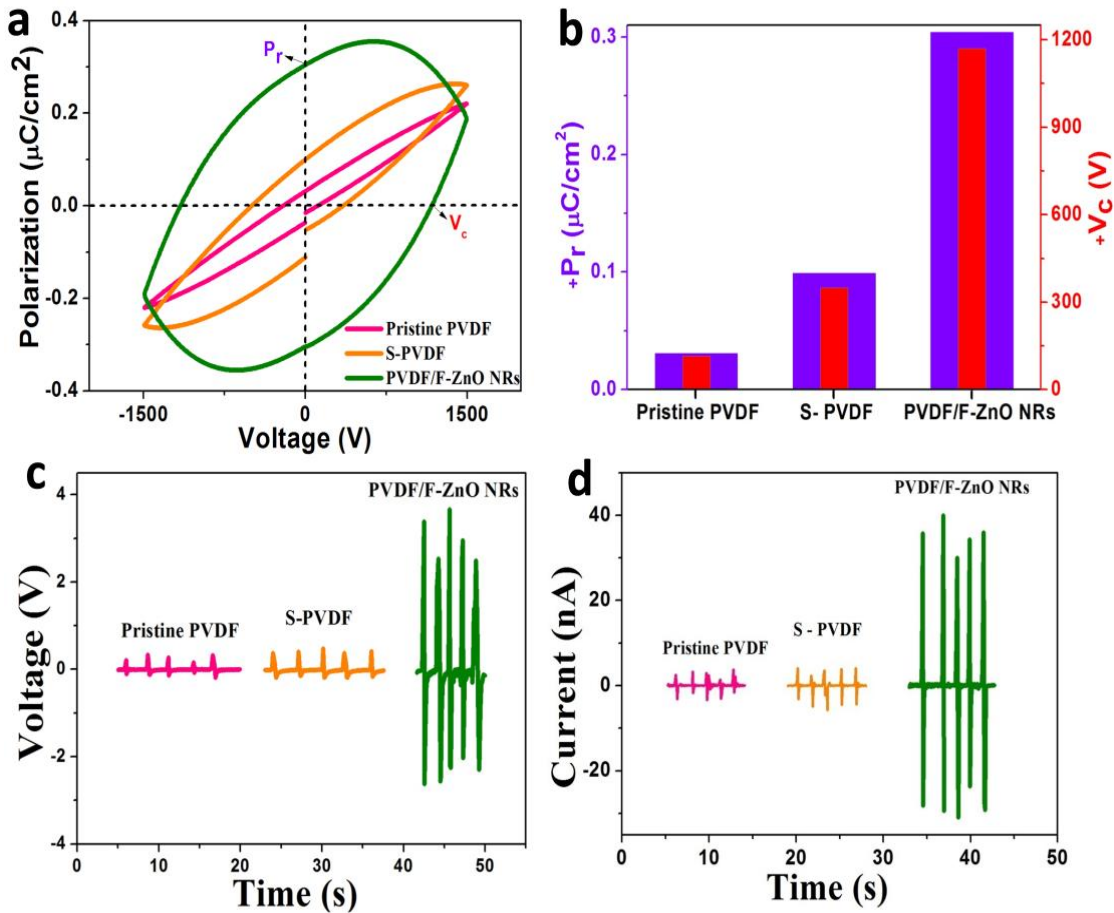 a
Polarization (μC/cm²)
0.4
0.2
0.0
-0.2
-0.4
Pr
Vc
Pristine PVDF
S-PVDF
PVDF/F-ZnO NRs
-1500
0
1500
Voltage (V)
b
+Pr (μC/cm²)
0.3
0.2
0.1
0.0
1200
900
600
300
0
+Vc (V)
Pristine PVDF
S- PVDF
PVDF/F-ZnO NRs
c
Voltage (V)
4
2
0
-2
-4
PVDF/F-ZnO NRs
Pristine PVDF
S-PVDF
0
10
20
30
40
50
Time (s)
d
Current (nA)
40
20
0
-20
PVDF/F-ZnO NRs
Pristine PVDF
S - PVDF
0
10
20
30
40
50
Time (s)